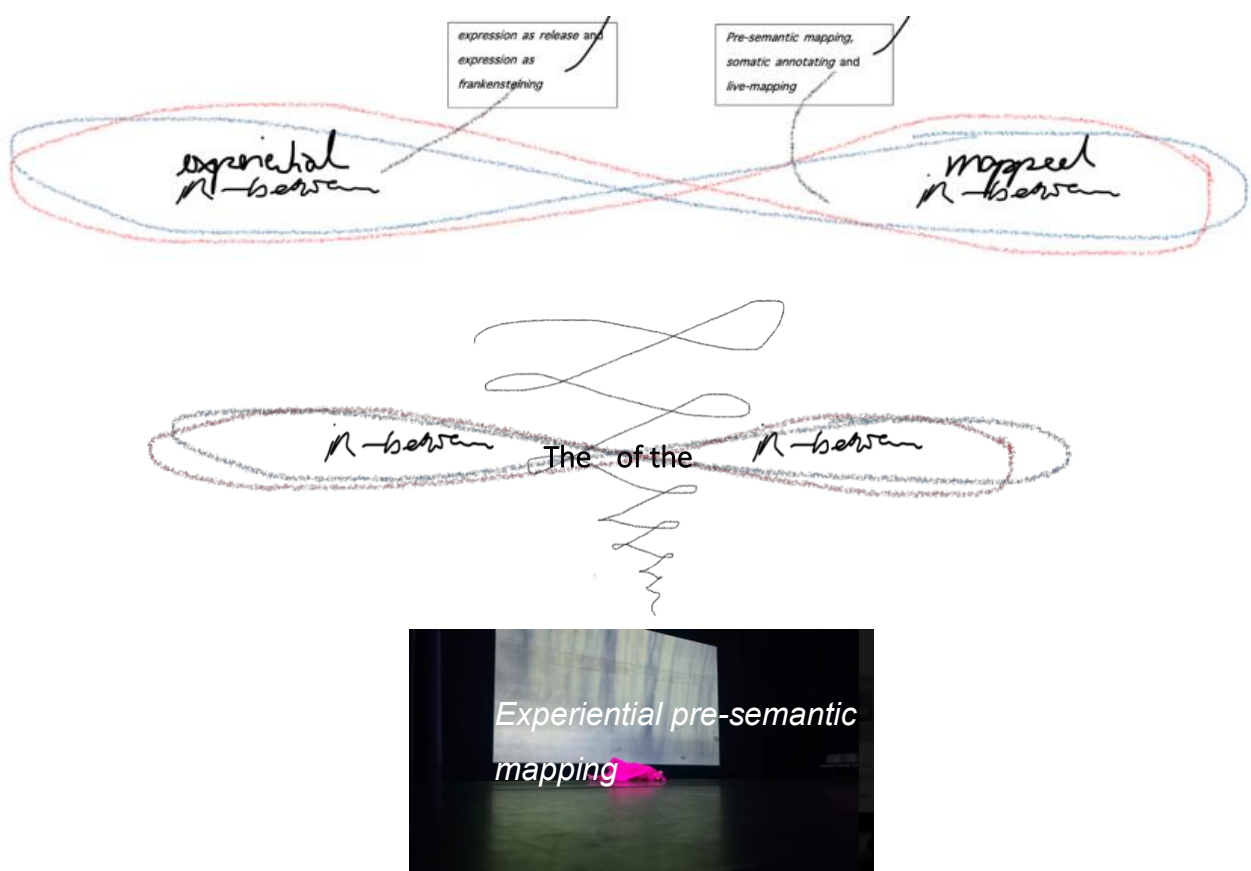 expression as release and
expression as
frankensteining
Pre-semantic mapping,
somatic annotating and
live-mapping
experiential
in-between
mapped
in-between
in-between
The of the
in-between
Experiential pre-semantic
mapping